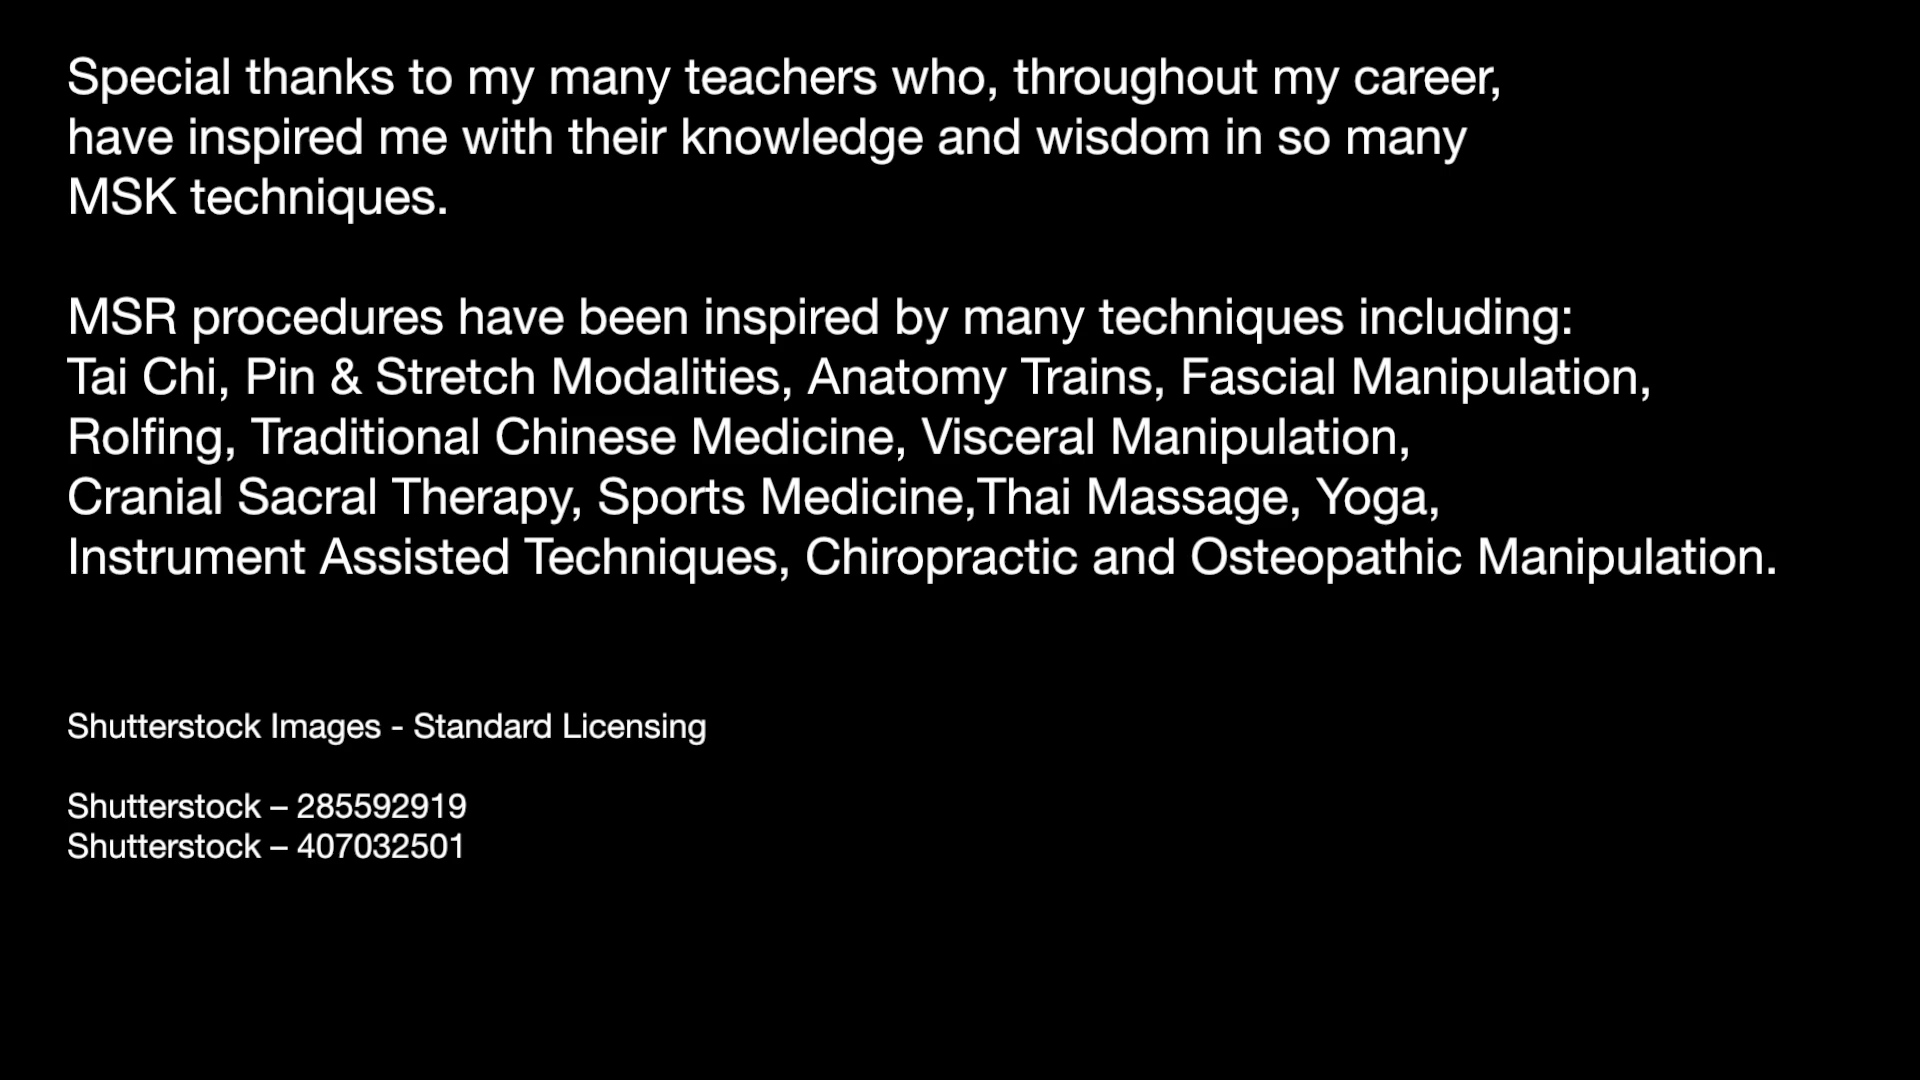 Special thanks to my many teachers who, throughout my career,
have inspired me with their knowledge and wisdom in so many
MSK techniques.
MSR procedures have been inspired by many techniques including:
Tai Chi, Pin & Stretch Modalities, Anatomy Trains, Fascial Manipulation,
Rolfing, Traditional Chinese Medicine, Visceral Manipulation,
Cranial Sacral Therapy, Sports Medicine,Thai Massage, Yoga,
Instrument Assisted Techniques, Chiropractic and Osteopathic Manipulation.
Shutterstock Images - Standard Licensing
Shutterstock – 285592919
Shutterstock – 407032501